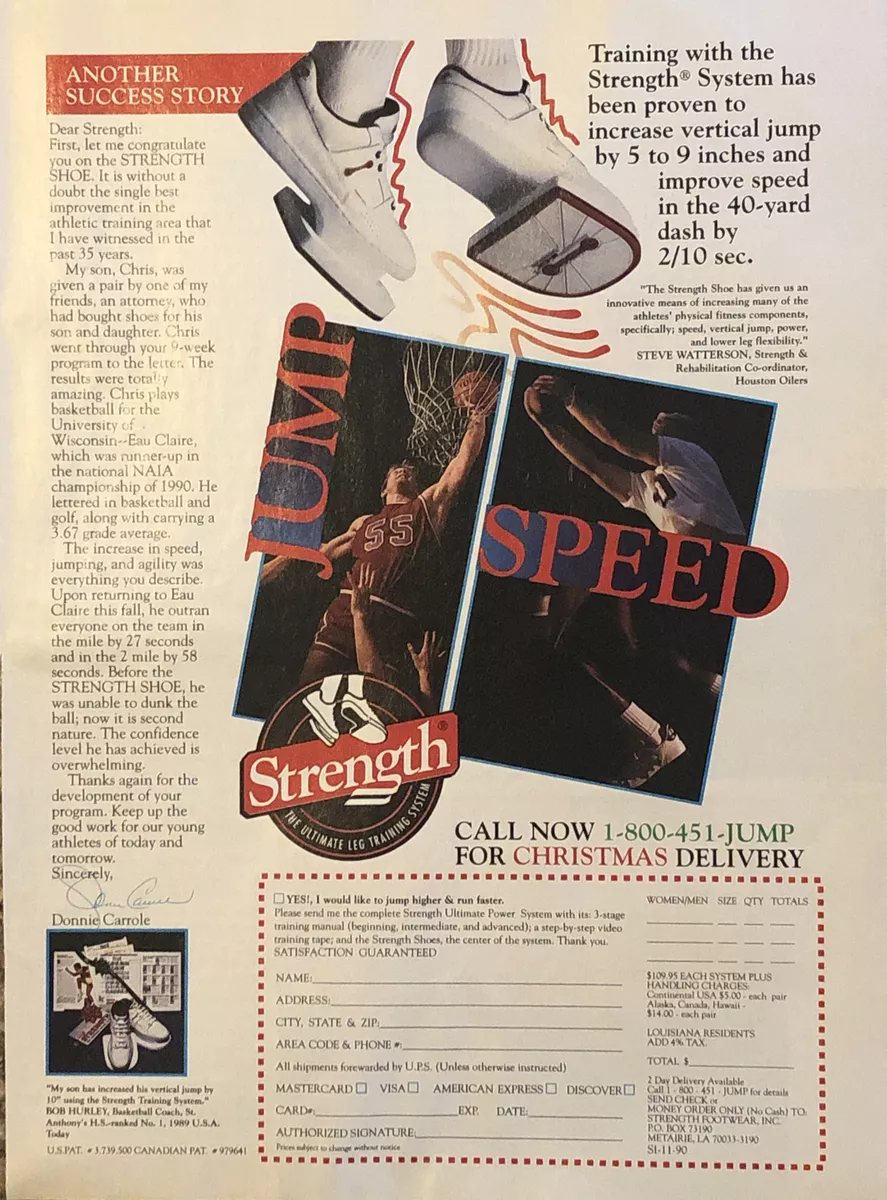 ANOTHER
SUCCESS STORY
Dear Strength:
First, let me congratulate
you on the STRENGTH
SHOE. It is without a
doubt the single best
improvement in the
athletic training area that
I have witnessed in the
past 35 years.
My son, Chris, was
given a pair by one of my
friends, an attorney, who
had bought shoes for his
son and daughter. Chris
went through your 9-week
program to the letter. The
results were totally
amazing. Chris plays
basketball for the
University of
Wisconsin--Eau Claire,
which was runner-up in
the national NAIA
championship of 1990. He
lettered in basketball and
golf, along with carrying a
3.67 grade average.
The increase in speed,
jumping, and agility was
everything you describe.
Upon returning to Eau
Claire this fall, he outran
everyone on the team in
the mile by 27 seconds
and in the 2 mile by 58
seconds. Before the
STRENGTH SHOE, he
was unable to dunk the
ball; now it is second
nature. The confidence
level he has achieved is
overwhelming.
Thanks again for the
development of your
program. Keep up the
good work for our young
athletes of today and
tomorrow.
Sincerely,
Donnie Carrole
"My son has increased his vertical jump by
10" using the Strength Training System."
BOB HURLEY, Basketball Coach, St.
Anthony's H.S.-ranked No. 1, 1989 U.S.A.
Today
U.S.PAT. # 3,739,500 CANADIAN PAT. # 979641
Training with the
Strength® System has
been proven to
increase vertical jump
by 5 to 9 inches and
improve speed
in the 40-yard
dash by
2/10 sec.
"The Strength Shoe has given us an
innovative means of increasing many of the
athletes' physical fitness components,
specifically; speed, vertical jump, power,
and lower leg flexibility."
STEVE WATTERSON, Strength &
Rehabilitation Co-ordinator,
Houston Oilers
JUMP
55
SPEED
Strength®
THE ULTIMATE LEG TRAINING SYSTEM
CALL NOW 1-800-451-JUMP
FOR CHRISTMAS DELIVERY
YES!, I would like to jump higher & run faster.
Please send me the complete Strength Ultimate Power System with its: 3-stage
training manual (beginning, intermediate, and advanced); a step-by-step video
training tape; and the Strength Shoes, the center of the system. Thank you.
SATISFACTION GUARANTEED
NAME:
ADDRESS:
CITY, STATE & ZIP:
AREA CODE & PHONE #:
All shipments forewarded by U.P.S. (Unless otherwise instructed)
MASTERCARD VISA AMERICAN EXPRESS DISCOVER
CARD#: EXP. DATE:
AUTHORIZED SIGNATURE:
Prices subject to change without notice
WOMEN/MEN SIZE QTY TOTALS
$109.95 EACH SYSTEM PLUS
HANDLING CHARGES:
Continental USA $5.00 - each pair
Alaska, Canada, Hawaii -
$14.00 - each pair
LOUISIANA RESIDENTS
ADD 4% TAX.
TOTAL $
2 Day Delivery Available
Call 1 - 800 - 451 - JUMP for details
SEND CHECK or
MONEY ORDER ONLY (No Cash) TO:
STRENGTH FOOTWEAR, INC.
P.O. BOX 73190
METAIRIE, LA 70033-3190
SI-11-90